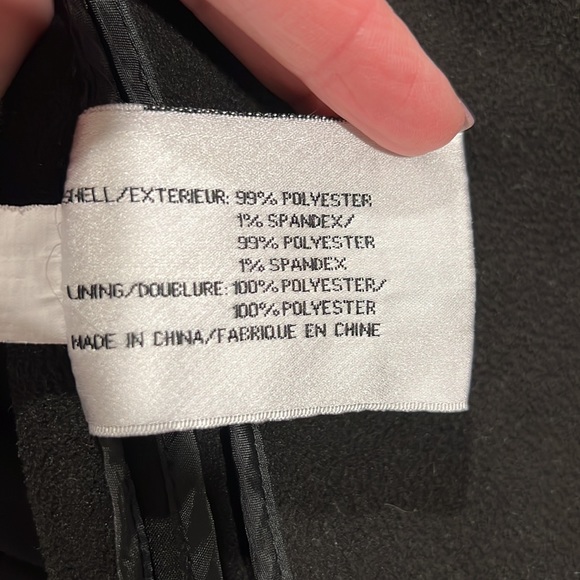 SHELL/EXTERIEUR: 99% POLYESTER
1% SPANDEX/
99% POLYESTER
1% SPANDEX
LINING/DOUBLURE: 100% POLYESTER/
100% POLYESTER
MADE IN CHINA/FABRIQUE EN CHINE